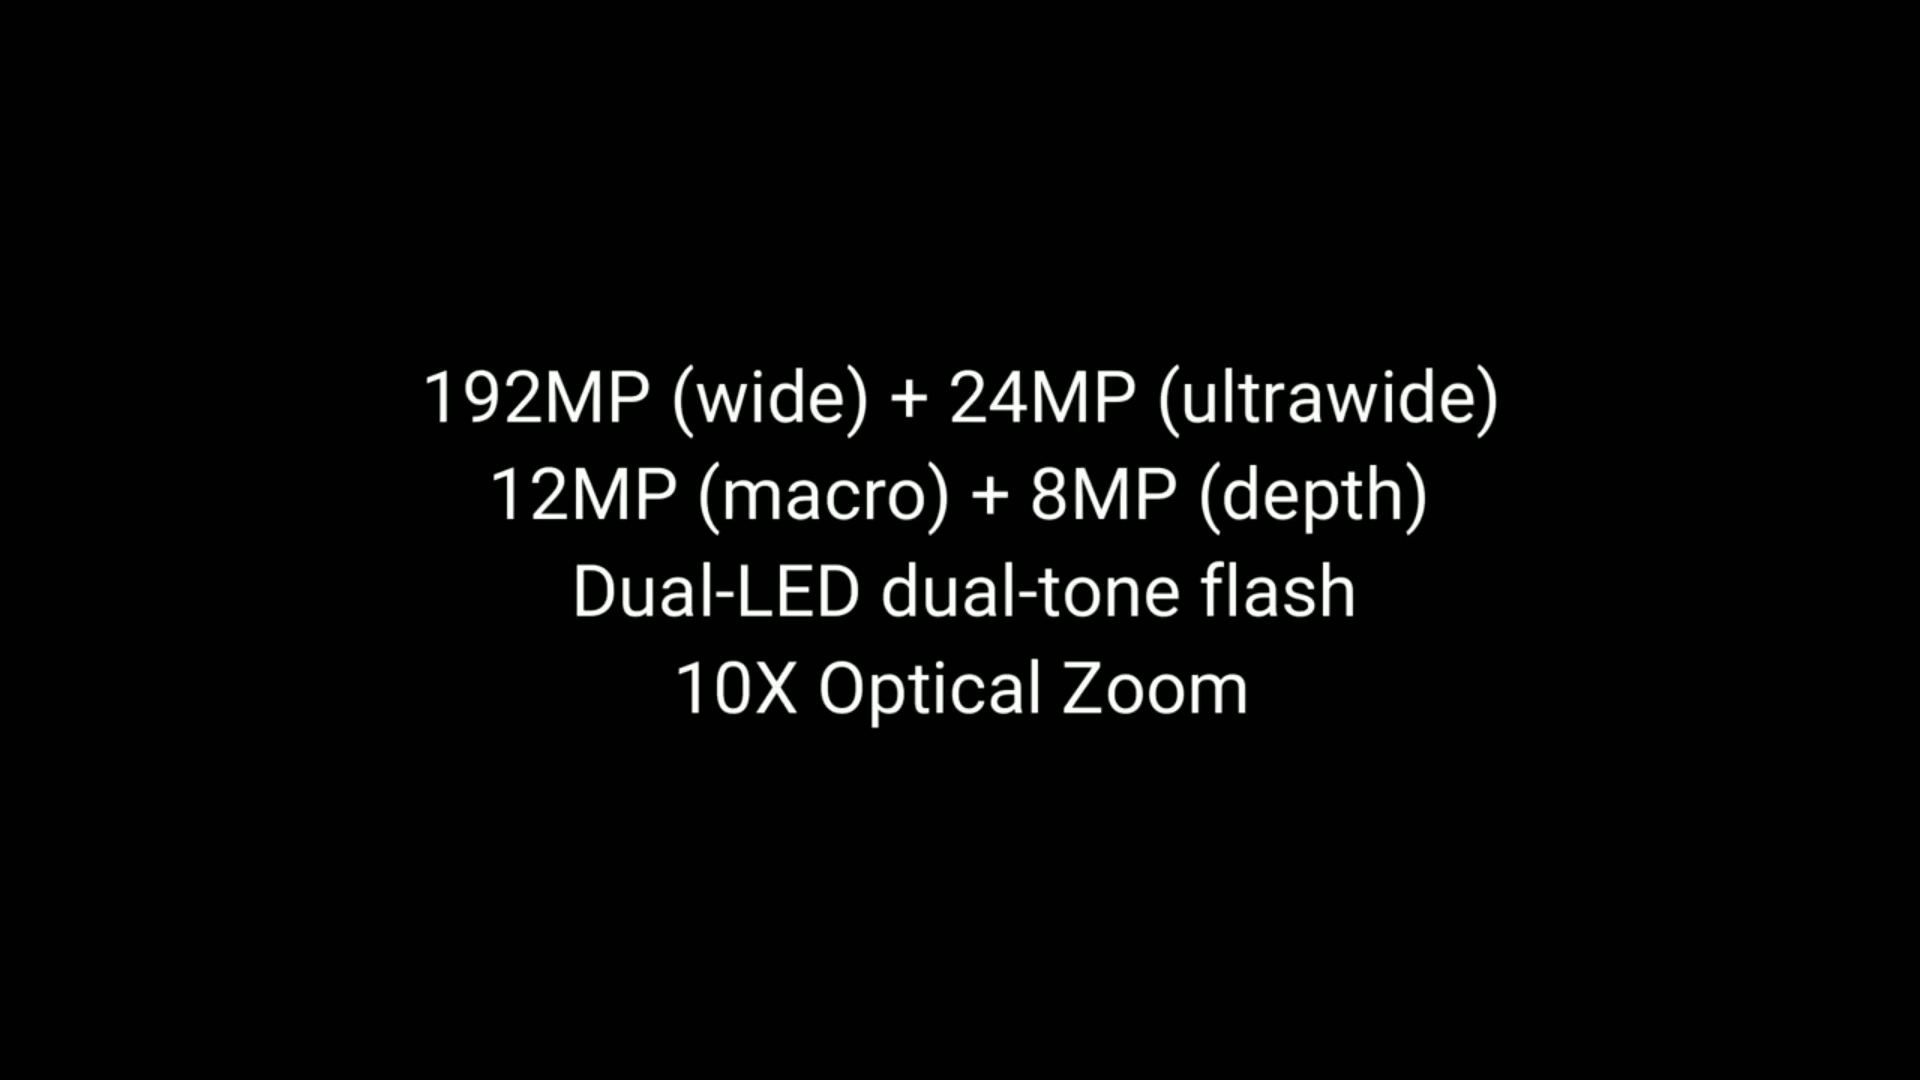 192MP (wide) + 24MP (ultrawide)
12MP (macro) + 8MP (depth)
Dual-LED dual-tone flash
10X Optical Zoom